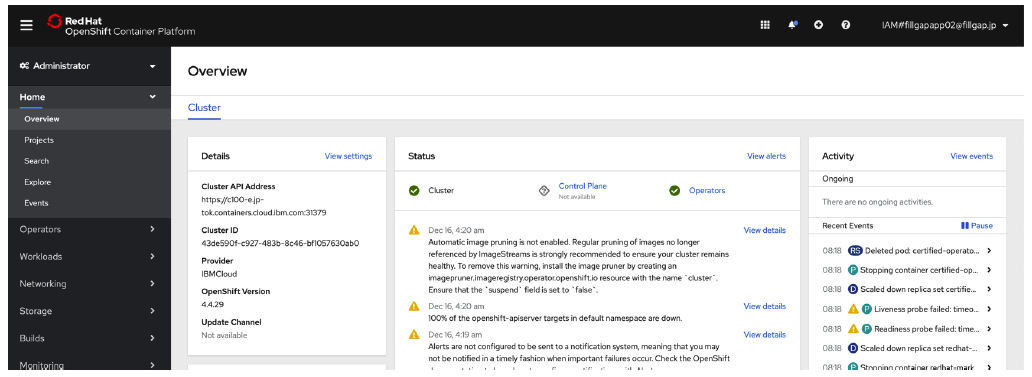 Red Hat
OpenShift Container Platform
IAM#fillgapapp02@fillgap.jp
Administrator
Home
Overview
Projects
Search
Explore
Events
Operators
Workloads
Networking
Storage
Builds
Monitoring
Overview
Cluster
Details
View settings
Cluster API Address
https://c100-e.jp-
tok.containers.cloud.ibm.com:31379
Cluster ID
43de590f-c927-483b-8c46-bf1057630ab0
Provider
IBMCloud
OpenShift Version
4.4.29
Update Channel
Not available
Status
View alerts
Cluster
Control Plane
Not available
Operators
Dec 16, 4:20 am
View details
Automatic image pruning is not enabled. Regular pruning of images no longer
referenced by ImageStreams is strongly recommended to ensure your cluster remains
healthy. To remove this warning, install the image pruner by creating an
imagepruner.imageregistry.operator.openshift.io resource with the name `cluster`.
Ensure that the `suspend` field is set to `false`.
Dec 16, 4:20 am
View details
100% of the openshift-apiserver targets in default namespace are down.
Dec 16, 4:19 am
View details
Alerts are not configured to be sent to a notification system, meaning that you may
not be notified in a timely fashion when important failures occur. Check the OpenShift
Activity
View events
Ongoing
There are no ongoing activities.
Recent Events
Pause
08:18 RS Deleted pod: certified-operato...
08:18 P Stopping container certified-op...
08:18 D Scaled down replica set certifie...
08:18 P Liveness probe failed: timeo...
08:18 P Readiness probe failed: time...
08:18 D Scaled down replica set redhat-...
08:18 P Stopping container redhat-mark...